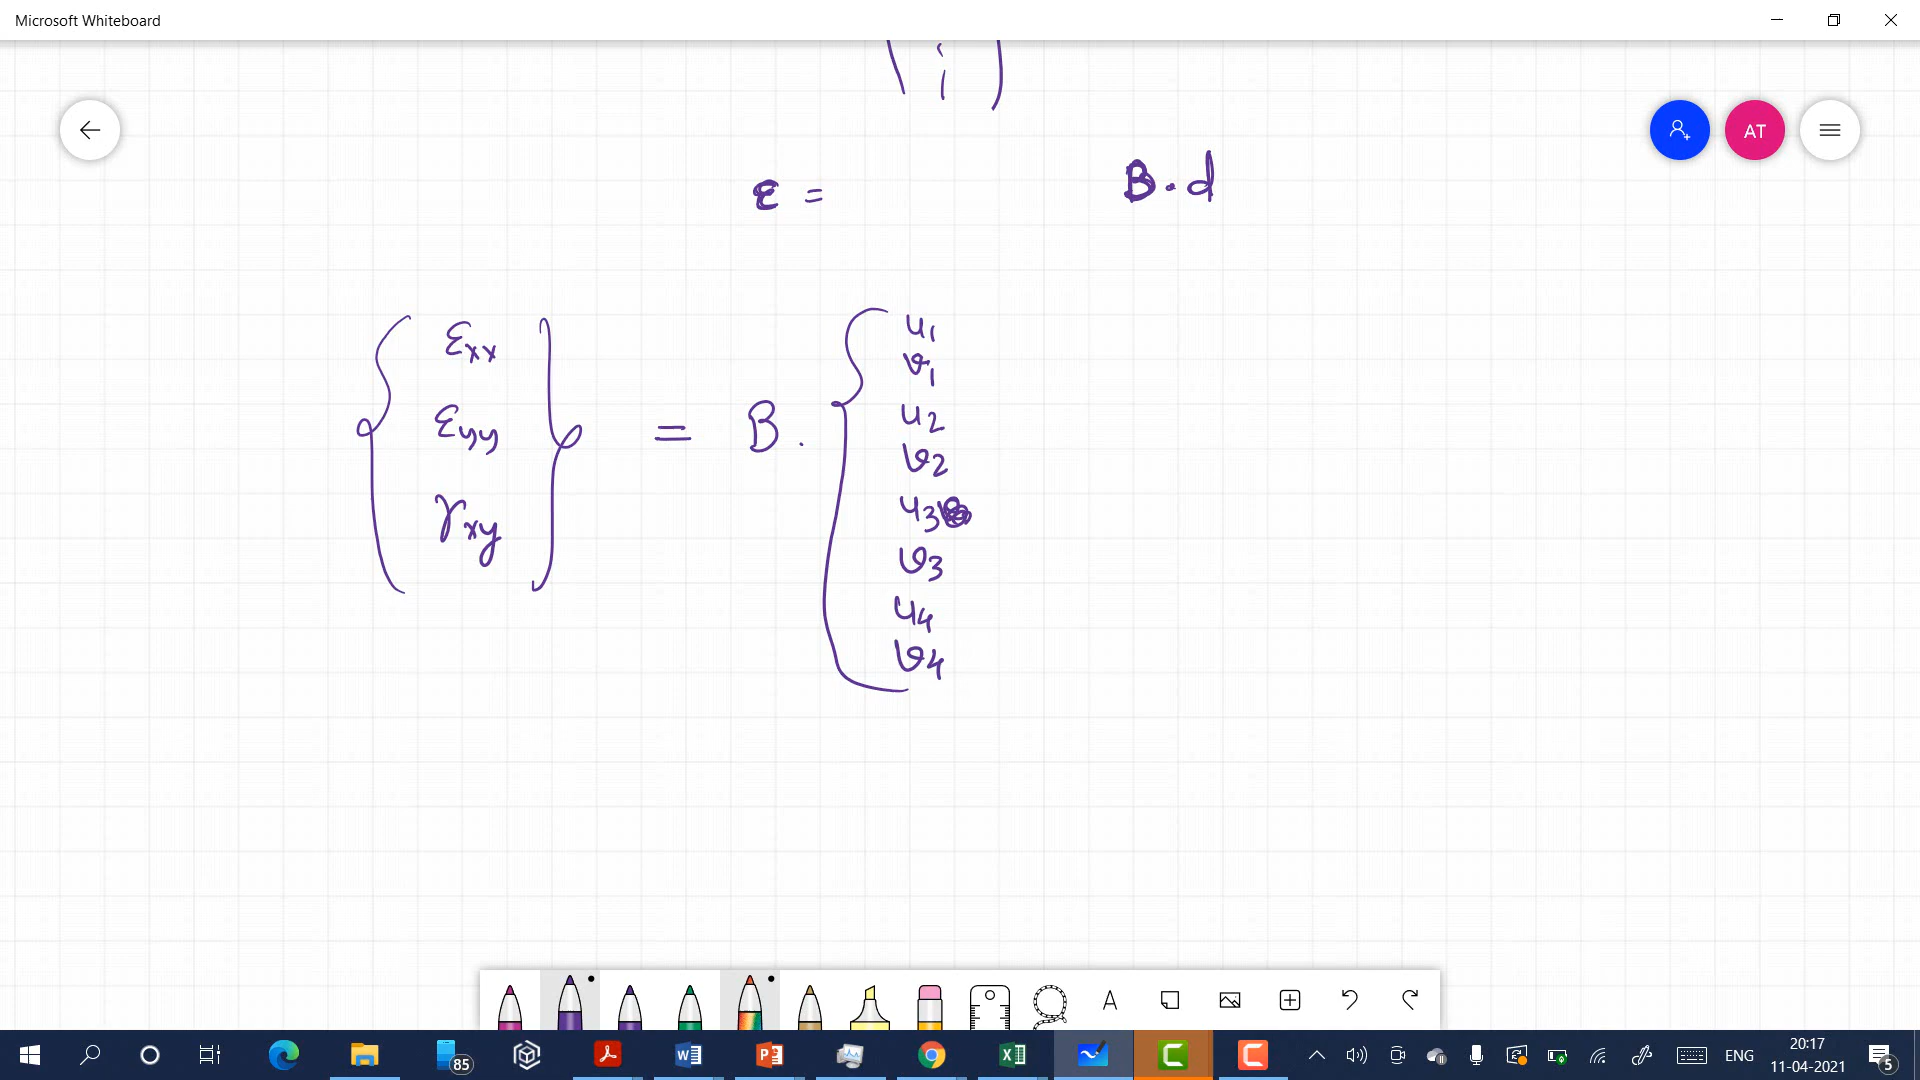 Microsoft Whiteboard
AT
ε = B·d
εxx
εyy
γxy
= B.
u1
v1
u2
v2
u3
v3
u4
v4
A
85
ENG
20:17
11-04-2021
5